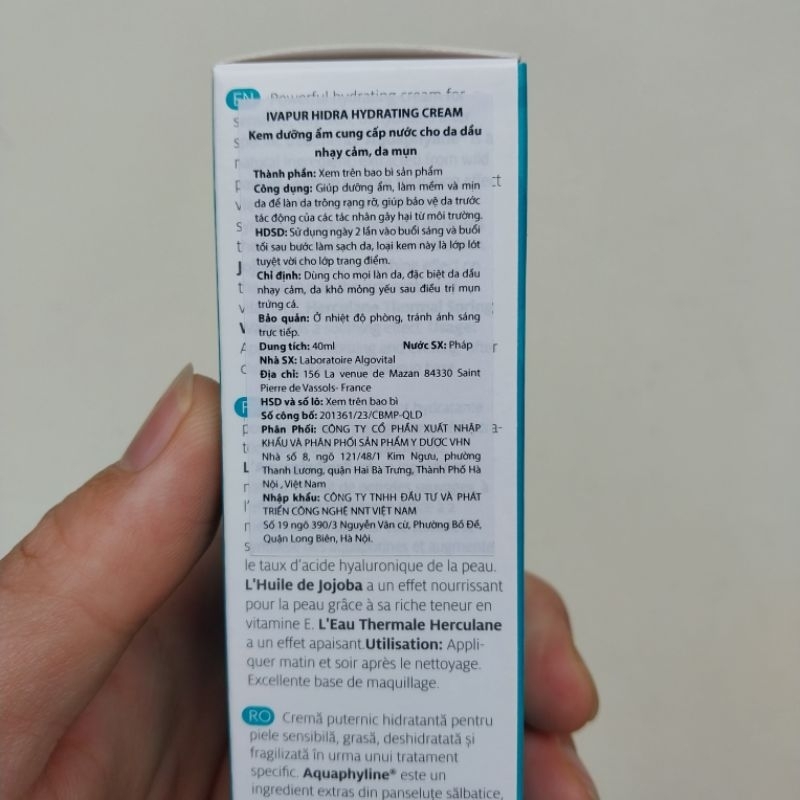 EN Powerful hydrating cream for
IVAPUR HIDRA HYDRATING CREAM
Kem dưỡng ẩm cung cấp nước cho da dầu
nhạy cảm, da mụn
Thành phần: Xem trên bao bì sản phẩm
Công dụng: Giúp dưỡng ẩm, làm mềm và mịn
da để làn da trông rạng rỡ, giúp bảo vệ da trước
tác động của các tác nhân gây hại từ môi trường.
HDSD: Sử dụng ngày 2 lần vào buổi sáng và buổi
tối sau bước làm sạch da, loại kem này là lớp lót
tuyệt vời cho lớp trang điểm.
Chỉ định: Dùng cho mọi làn da, đặc biệt da dầu
nhạy cảm, da khô mỏng yếu sau điều trị mụn
trứng cá.
Bảo quản: Ở nhiệt độ phòng, tránh ánh sáng
trực tiếp.
Dung tích: 40ml Nước SX: Pháp
Nhà SX: Laboratoire Algovital
Địa chỉ: 156 La venue de Mazan 84330 Saint
Pierre de Vassols- France
HSD và số lô: Xem trên bao bì
Số công bố: 201361/23/CBMP-QLD
Phân Phối: CÔNG TY CỔ PHẦN XUẤT NHẬP
KHẨU VÀ PHÂN PHỐI SẢN PHẨM Y DƯỢC VHN
Nhà số 8, ngõ 121/48/1 Kim Ngưu, phường
Thanh Lương, quận Hai Bà Trưng, Thành Phố Hà
Nội , Việt Nam
Nhập khẩu: CÔNG TY TNHH ĐẦU TƯ VÀ PHÁT
TRIỂN CÔNG NGHỆ NNT VIỆT NAM
Số 19 ngõ 390/3 Nguyễn Văn cừ, Phường Bồ Đề,
Quận Long Biên, Hà Nội.
le taux d'acide hyaluronique de la peau.
L'Huile de Jojoba a un effet nourrissant
pour la peau grâce à sa riche teneur en
vitamine E. L'Eau Thermale Herculane
a un effet apaisant.Utilisation: Appli-
quer matin et soir après le nettoyage.
Excellente base de maquillage.
RO Cremă puternic hidratantă pentru
piele sensibilă, grasă, deshidratată și
fragilizată în urma unui tratament
specific. Aquaphyline® este un
ingredient extras din panseluțe sălbatice,